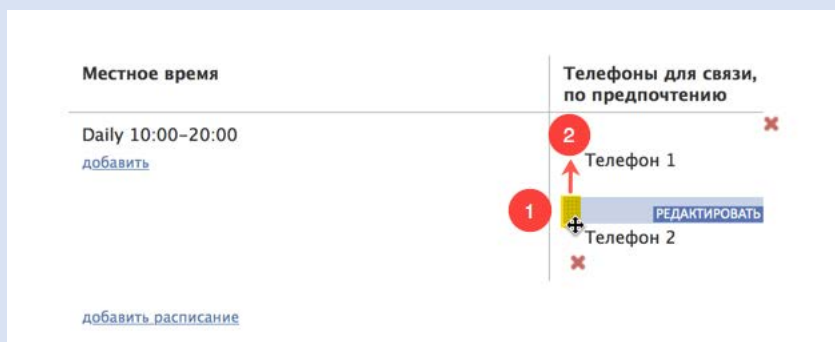 Местное время
Телефоны для связи,
по предпочтению
Daily 10:00–20:00
2
добавить
Телефон 1
1
РЕДАКТИРОВАТЬ
Телефон 2
добавить расписание